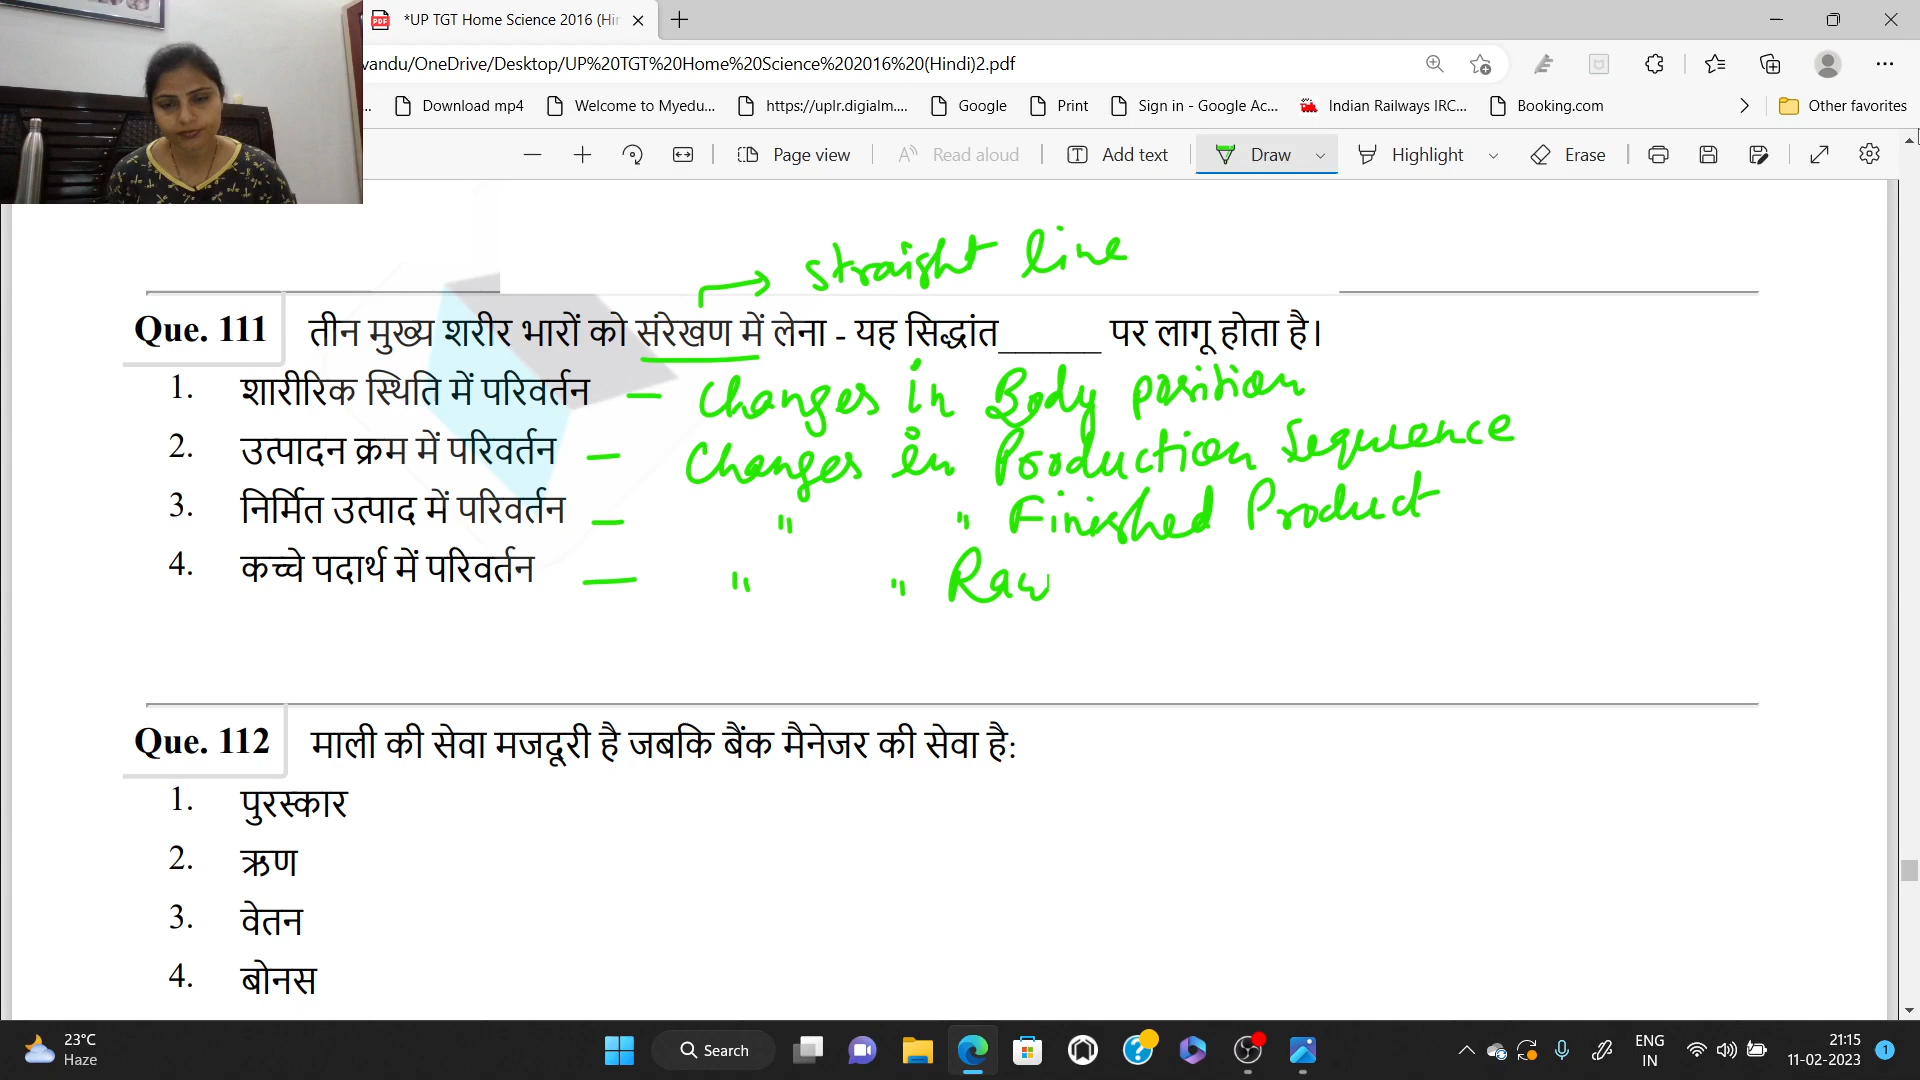 *UP TGT Home Science 2016 (Hin
vandu/OneDrive/Desktop/UP%20TGT%20Home%20Science%202016%20(Hindi)2.pdf
... Download mp4 Welcome to Myedu... https://uplr.digialm.... Google Print Sign in - Google Ac... Indian Railways IRC... Booking.com Other favorites
Page view Read aloud Add text Draw Highlight Erase
straight line
Que. 111 तीन मुख्य शरीर भारों को संरेखण में लेना - यह सिद्धांत______ पर लागू होता है।
1. शारीरिक स्थिति में परिवर्तन — Changes in Body position
2. उत्पादन क्रम में परिवर्तन — Changes in Production Sequence
3. निर्मित उत्पाद में परिवर्तन — " " Finished Product
4. कच्चे पदार्थ में परिवर्तन — " " Raw
Que. 112 माली की सेवा मजदूरी है जबकि बैंक मैनेजर की सेवा है:
1. पुरस्कार
2. ऋण
3. वेतन
4. बोनस
23°C
Haze
Search
ENG
IN
21:15
11-02-2023
1